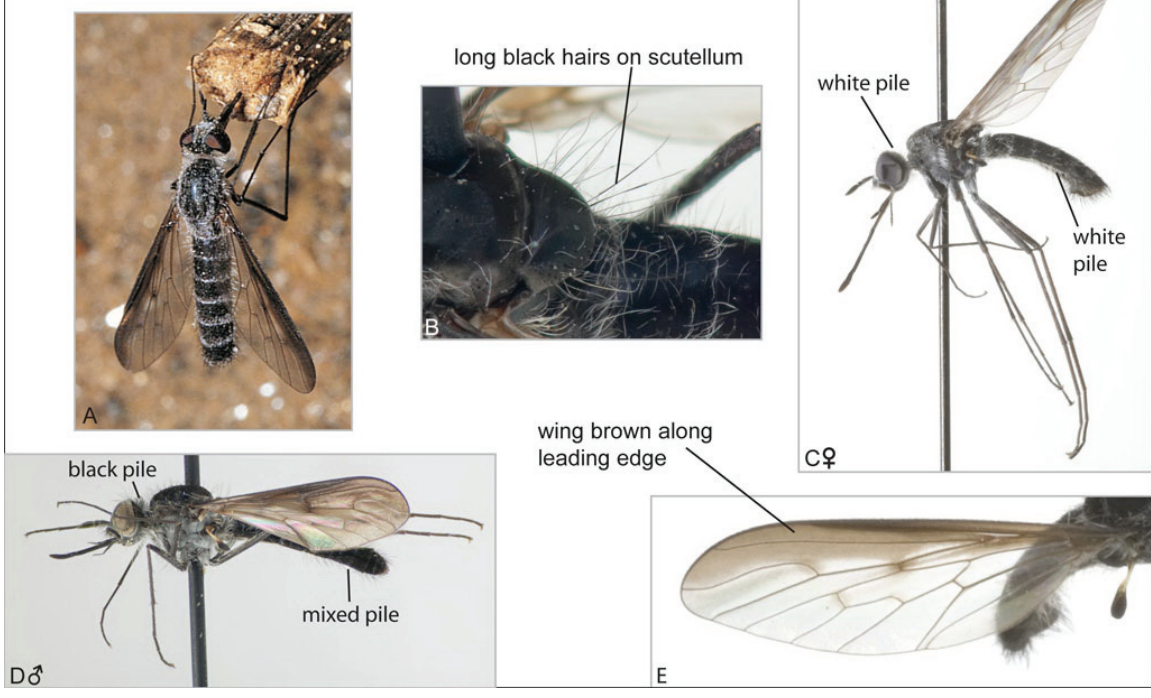 long black hairs on scutellum
white pile
white
pile
A
B
C♀
wing brown along
leading edge
black pile
mixed pile
D♂
E